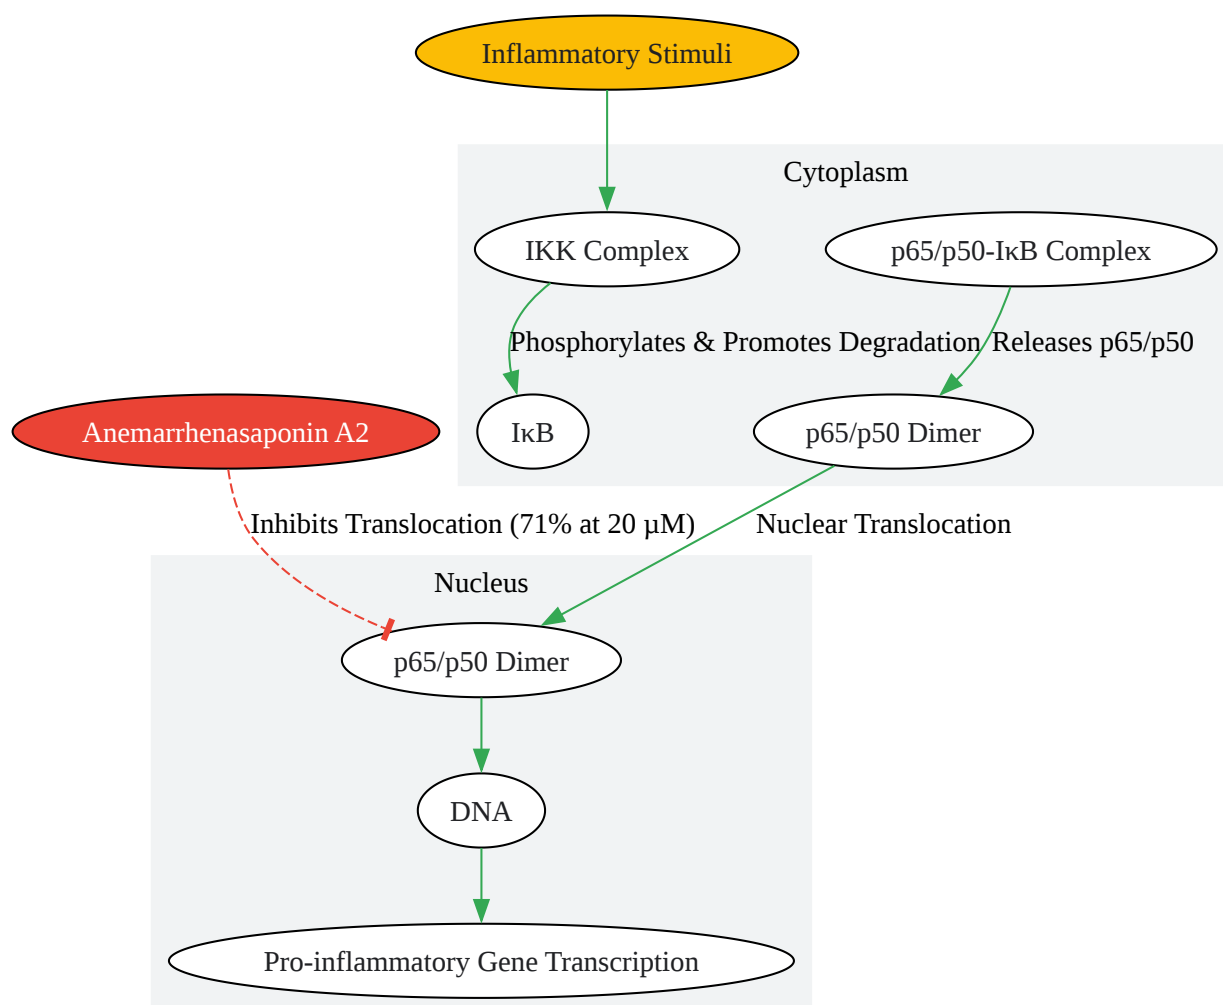 Inflammatory Stimuli
Cytoplasm
IKK Complex
p65/p50-IκB Complex
Phosphorylates & Promotes Degradation
Releases p65/p50
Anemarrhenasaponin A2
IκB
p65/p50 Dimer
Inhibits Translocation (71% at 20 µM)
Nuclear Translocation
Nucleus
p65/p50 Dimer
DNA
Pro-inflammatory Gene Transcription